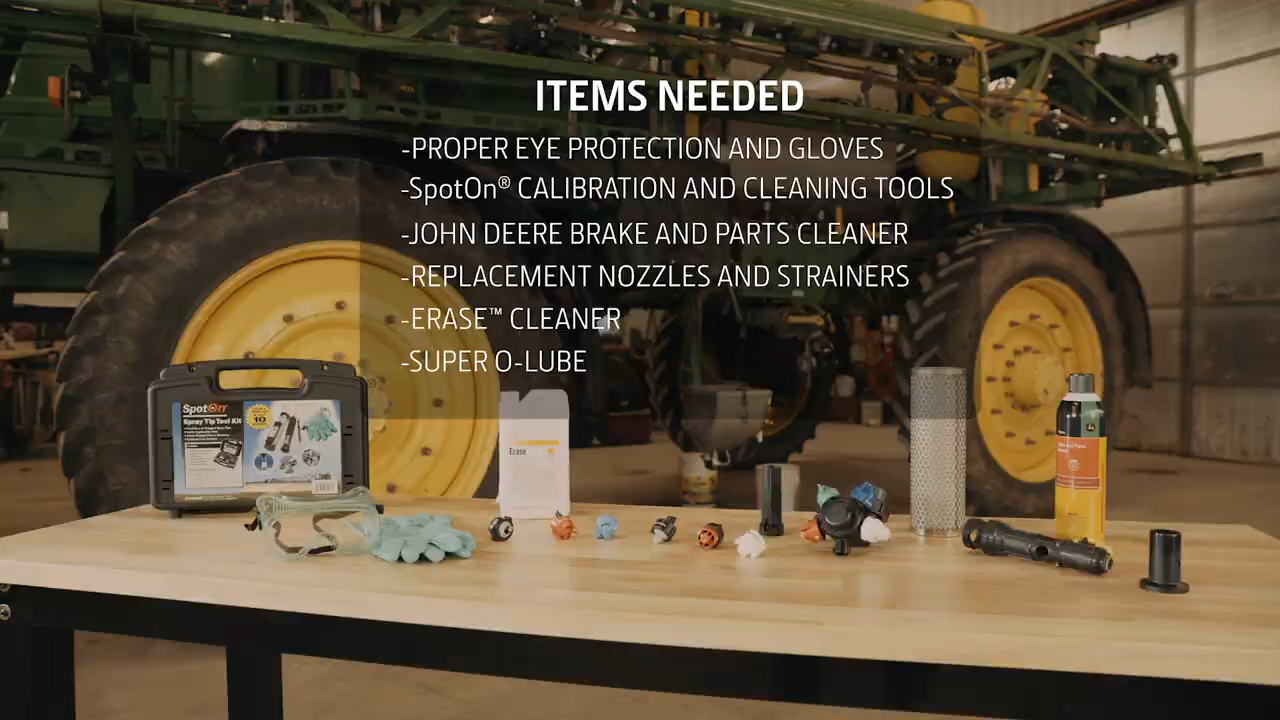 ITEMS NEEDED
-PROPER EYE PROTECTION AND GLOVES
-SpotOn® CALIBRATION AND CLEANING TOOLS
-JOHN DEERE BRAKE AND PARTS CLEANER
-REPLACEMENT NOZZLES AND STRAINERS
-ERASE™ CLEANER
-SUPER O-LUBE
SpotOn
Spray Tip Tool Kit
10
Erase